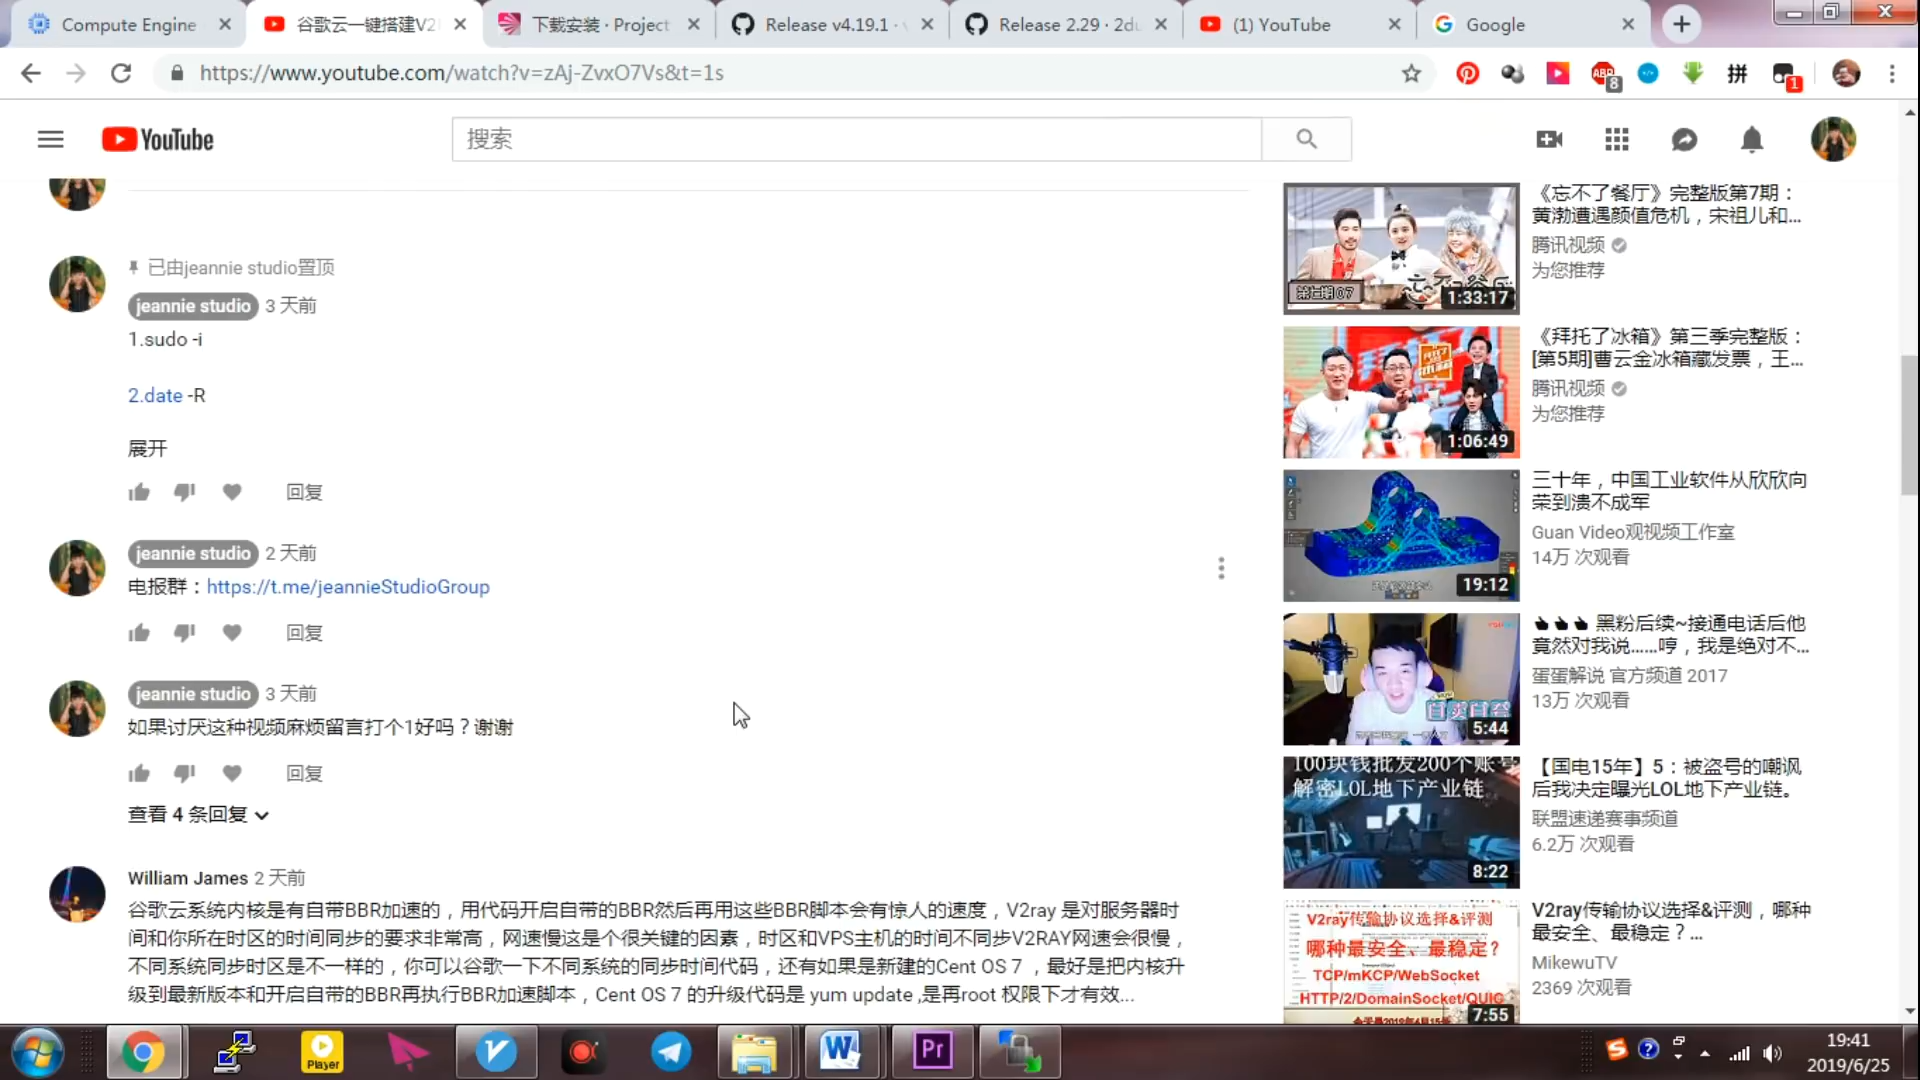 Compute Engine
谷歌云一键搭建V2
下载安装 · Project
Release v4.19.1 ·
Release 2.29 · 2du
(1) YouTube
Google
https://www.youtube.com/watch?v=zAj-ZvxO7Vs&t=1s
ABP
8
拼
1
YouTube
搜索
已由jeannie studio置顶
jeannie studio 3 天前
1.sudo -i
2.date -R
展开
回复
jeannie studio 2 天前
电报群：https://t.me/jeannieStudioGroup
回复
jeannie studio 3 天前
如果讨厌这种视频麻烦留言打个1好吗？谢谢
回复
查看 4 条回复
William James 2 天前
谷歌云系统内核是有自带BBR加速的，用代码开启自带的BBR然后再用这些BBR脚本会有惊人的速度，V2ray 是对服务器时
间和你所在时区的时间同步的要求非常高，网速慢这是个很关键的因素，时区和VPS主机的时间不同步V2RAY网速会很慢，
不同系统同步时区是不一样的，你可以谷歌一下不同系统的同步时间代码，还有如果是新建的Cent OS 7 ，最好是把内核升
级到最新版本和开启自带的BBR再执行BBR加速脚本，Cent OS 7 的升级代码是 yum update ,是再root 权限下才有效...
第七期 07
1:33:17
《忘不了餐厅》完整版第7期：
黄渤遭遇颜值危机，宋祖儿和...
腾讯视频
为您推荐
1:06:49
《拜托了冰箱》第三季完整版：
[第5期]曹云金冰箱藏发票，王...
腾讯视频
为您推荐
19:12
三十年，中国工业软件从欣欣向
荣到溃不成军
Guan Video观视频工作室
14万 次观看
自卖自夸
5:44
黑粉后续~接通电话后他
竟然对我说......哼，我是绝对不...
蛋蛋解说 官方频道 2017
13万 次观看
100块钱批发200个账号
解密LOL地下产业链
8:22
【国电15年】5：被盗号的嘲讽
后我决定曝光LOL地下产业链。
联盟速递赛事频道
6.2万 次观看
V2ray传输协议选择&评测
哪种最安全、最稳定？
TCP/mKCP/WebSocket
HTTP/2/DomainSocket/QUIC
7:55
V2ray传输协议选择&评测，哪种
最安全、最稳定？...
MikewuTV
2369 次观看
Player
W
Pr
19:41
2019/6/25